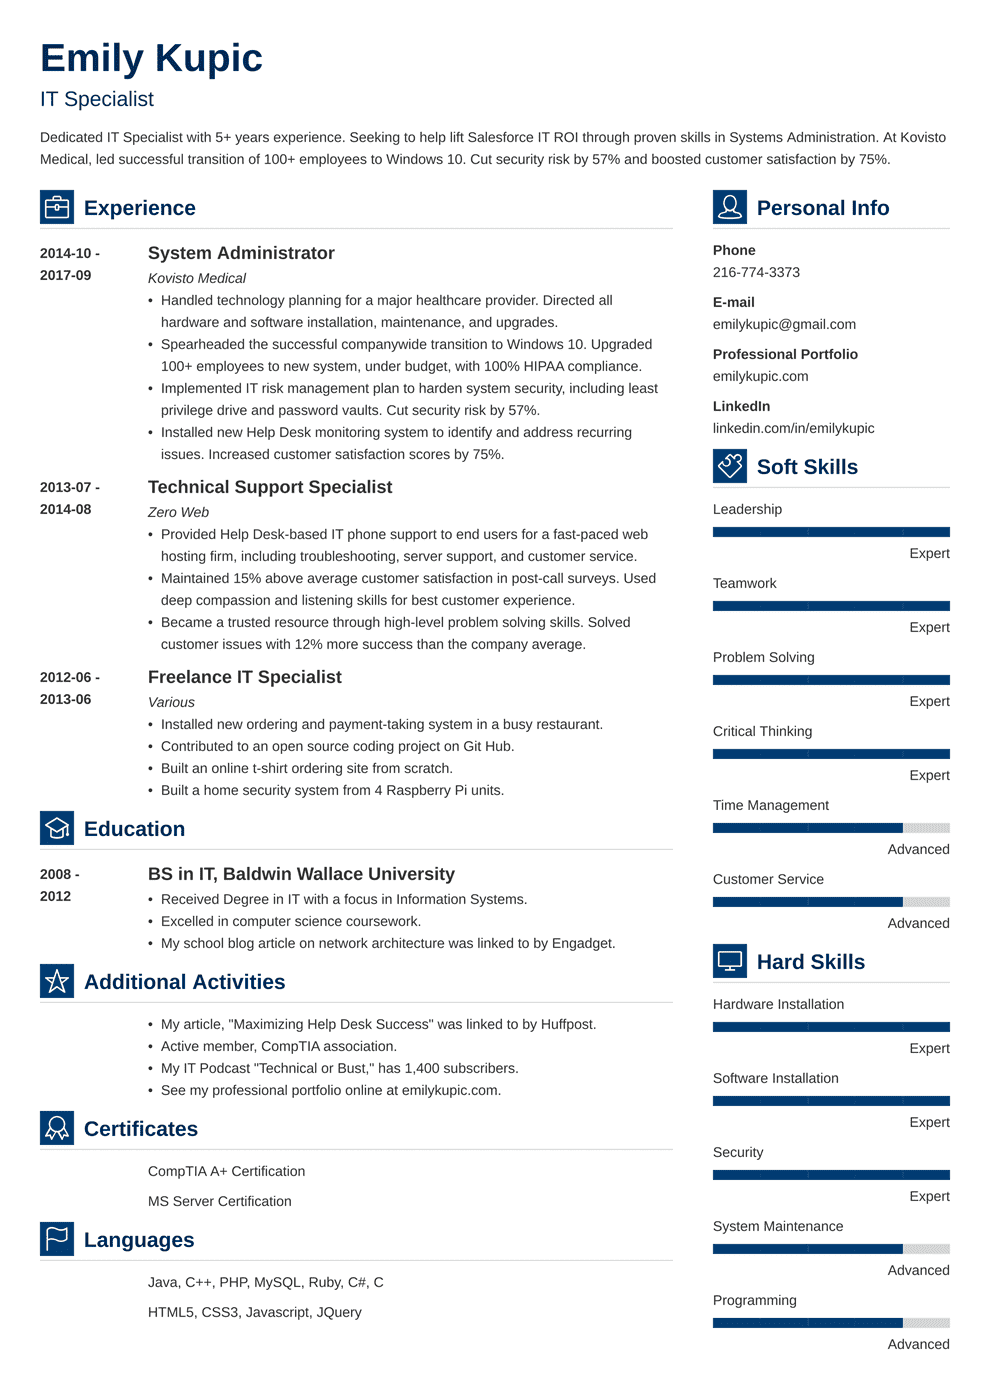 Emily Kupic
IT Specialist
Dedicated IT Specialist with 5+ years experience. Seeking to help lift Salesforce IT ROI through proven skills in Systems Administration. At Kovisto
Medical, led successful transition of 100+ employees to Windows 10. Cut security risk by 57% and boosted customer satisfaction by 75%.
Experience
2014-10 -
2017-09
System Administrator
Kovisto Medical
• Handled technology planning for a major healthcare provider. Directed all
hardware and software installation, maintenance, and upgrades.
• Spearheaded the successful companywide transition to Windows 10. Upgraded
100+ employees to new system, under budget, with 100% HIPAA compliance.
• Implemented IT risk management plan to harden system security, including least
privilege drive and password vaults. Cut security risk by 57%.
• Installed new Help Desk monitoring system to identify and address recurring
issues. Increased customer satisfaction scores by 75%.
2013-07 -
2014-08
Technical Support Specialist
Zero Web
• Provided Help Desk-based IT phone support to end users for a fast-paced web
hosting firm, including troubleshooting, server support, and customer service.
• Maintained 15% above average customer satisfaction in post-call surveys. Used
deep compassion and listening skills for best customer experience.
• Became a trusted resource through high-level problem solving skills. Solved
customer issues with 12% more success than the company average.
2012-06 -
2013-06
Freelance IT Specialist
Various
• Installed new ordering and payment-taking system in a busy restaurant.
• Contributed to an open source coding project on Git Hub.
• Built an online t-shirt ordering site from scratch.
• Built a home security system from 4 Raspberry Pi units.
Education
2008 -
2012
BS in IT, Baldwin Wallace University
• Received Degree in IT with a focus in Information Systems.
• Excelled in computer science coursework.
• My school blog article on network architecture was linked to by Engadget.
Additional Activities
• My article, "Maximizing Help Desk Success" was linked to by Huffpost.
• Active member, CompTIA association.
• My IT Podcast "Technical or Bust," has 1,400 subscribers.
• See my professional portfolio online at emilykupic.com.
Certificates
CompTIA A+ Certification
MS Server Certification
Languages
Java, C++, PHP, MySQL, Ruby, C#, C
HTML5, CSS3, Javascript, JQuery
Personal Info
Phone
216-774-3373
E-mail
emilykupic@gmail.com
Professional Portfolio
emilykupic.com
LinkedIn
linkedin.com/in/emilykupic
Soft Skills
Leadership
Expert
Teamwork
Expert
Problem Solving
Expert
Critical Thinking
Expert
Time Management
Advanced
Customer Service
Advanced
Hard Skills
Hardware Installation
Expert
Software Installation
Expert
Security
Expert
System Maintenance
Advanced
Programming
Advanced